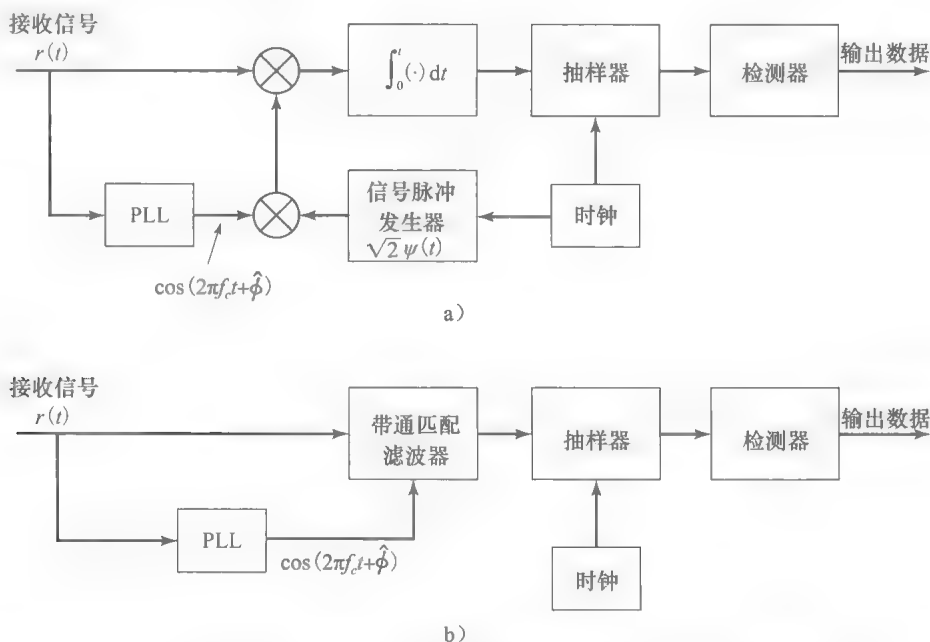 接收信号
r(t)
∫₀ᵗ(·)dt
抽样器
检测器
输出数据
PLL
信号脉冲
发生器
√2 ψ(t)
时钟
cos(2πf_ct+φ̂)
a）
接收信号
r(t)
带通匹配
滤波器
抽样器
检测器
输出数据
PLL
cos(2πf_ct+φ̂)
时钟
b）